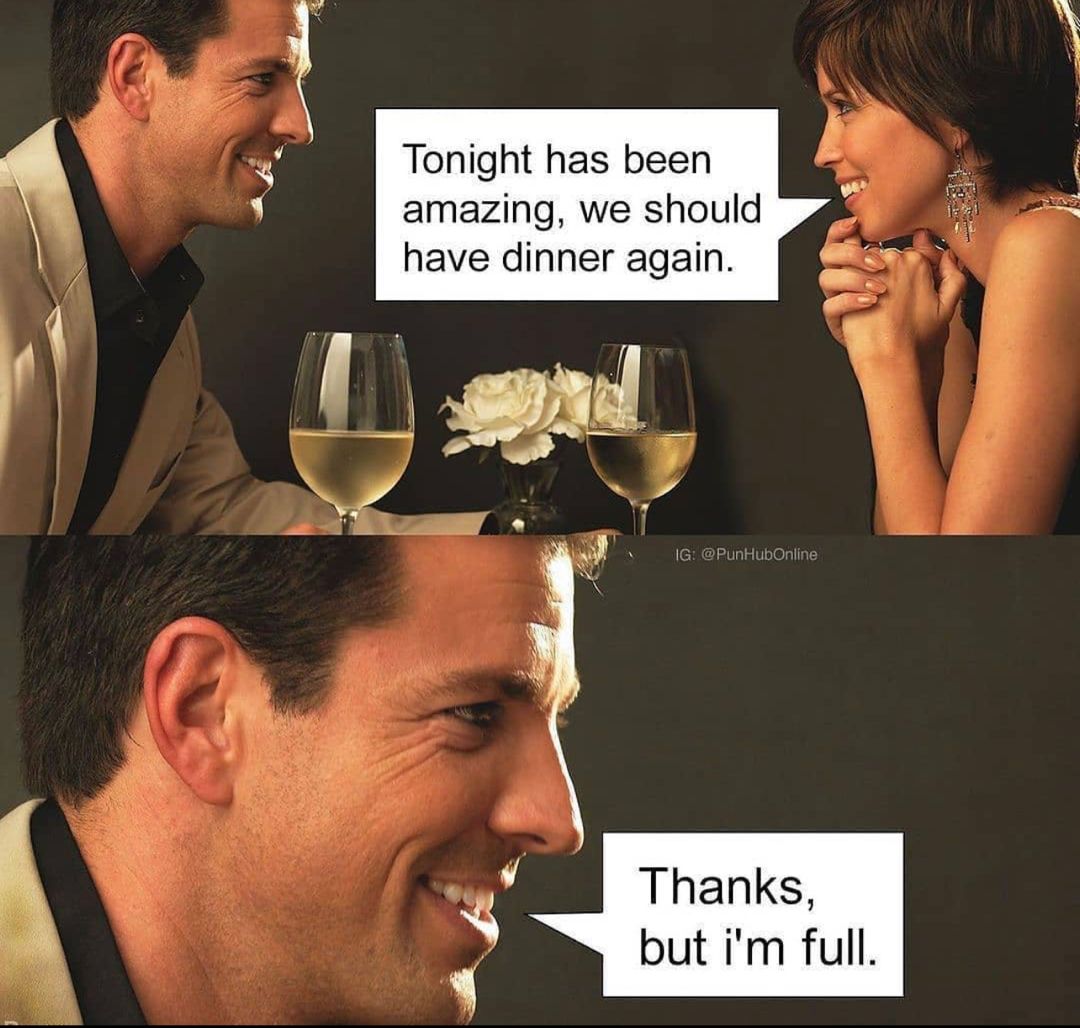 Tonight has been
amazing, we should
have dinner again.
IG: @PunHubOnline
Thanks,
but i'm full.